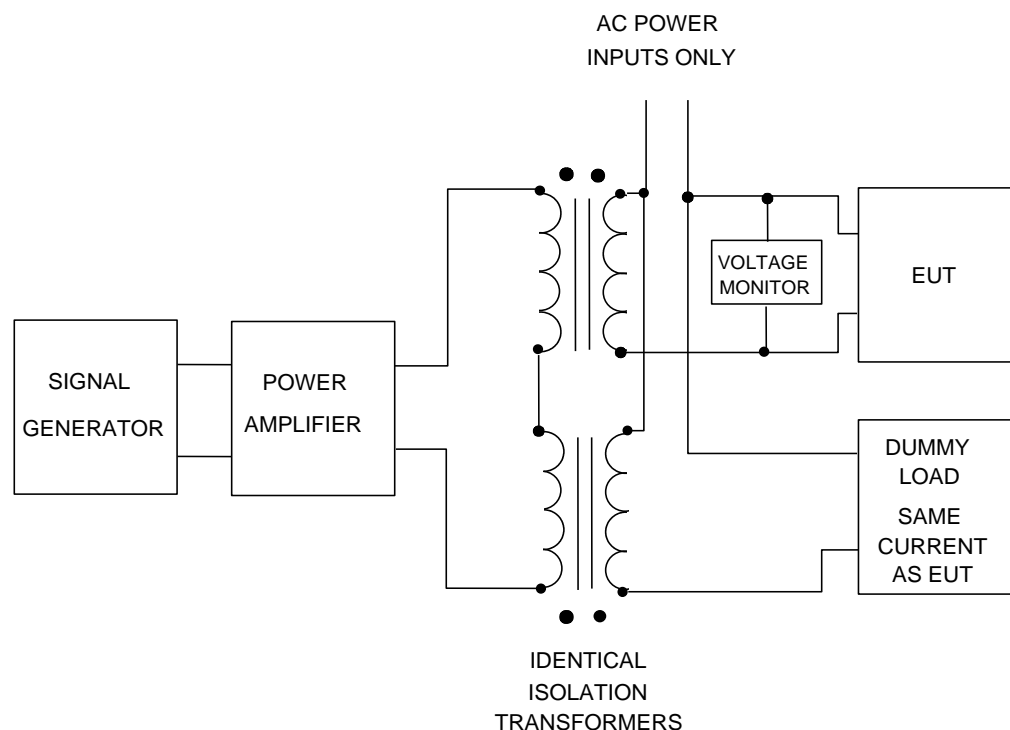 AC POWER
INPUTS ONLY
VOLTAGE
MONITOR
EUT
SIGNAL
GENERATOR
POWER
AMPLIFIER
DUMMY
LOAD
SAME
CURRENT
AS EUT
IDENTICAL
ISOLATION
TRANSFORMERS